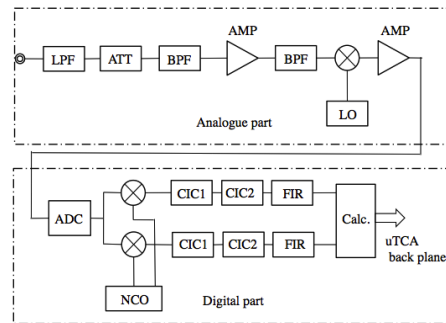 AMP
AMP
LPF
ATT
BPF
BPF
LO
Analogue part
ADC
CIC1
CIC2
FIR
Calc.
uTCA
back plane
CIC1
CIC2
FIR
NCO
Digital part